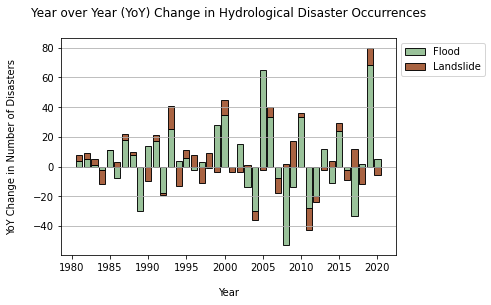 Year over Year (YoY) Change in Hydrological Disaster Occurrences
Flood
Landslide
YoY Change in Number of Disasters
80
60
40
20
0
−20
−40
1980 1985 1990 1995 2000 2005 2010 2015 2020
Year